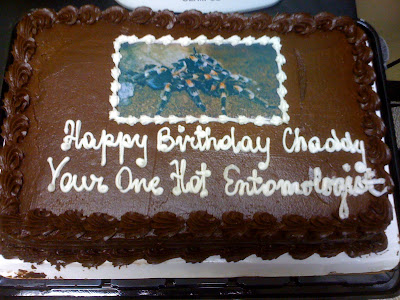 Happy Birthday Chaddy
Your One Hot Entomologist